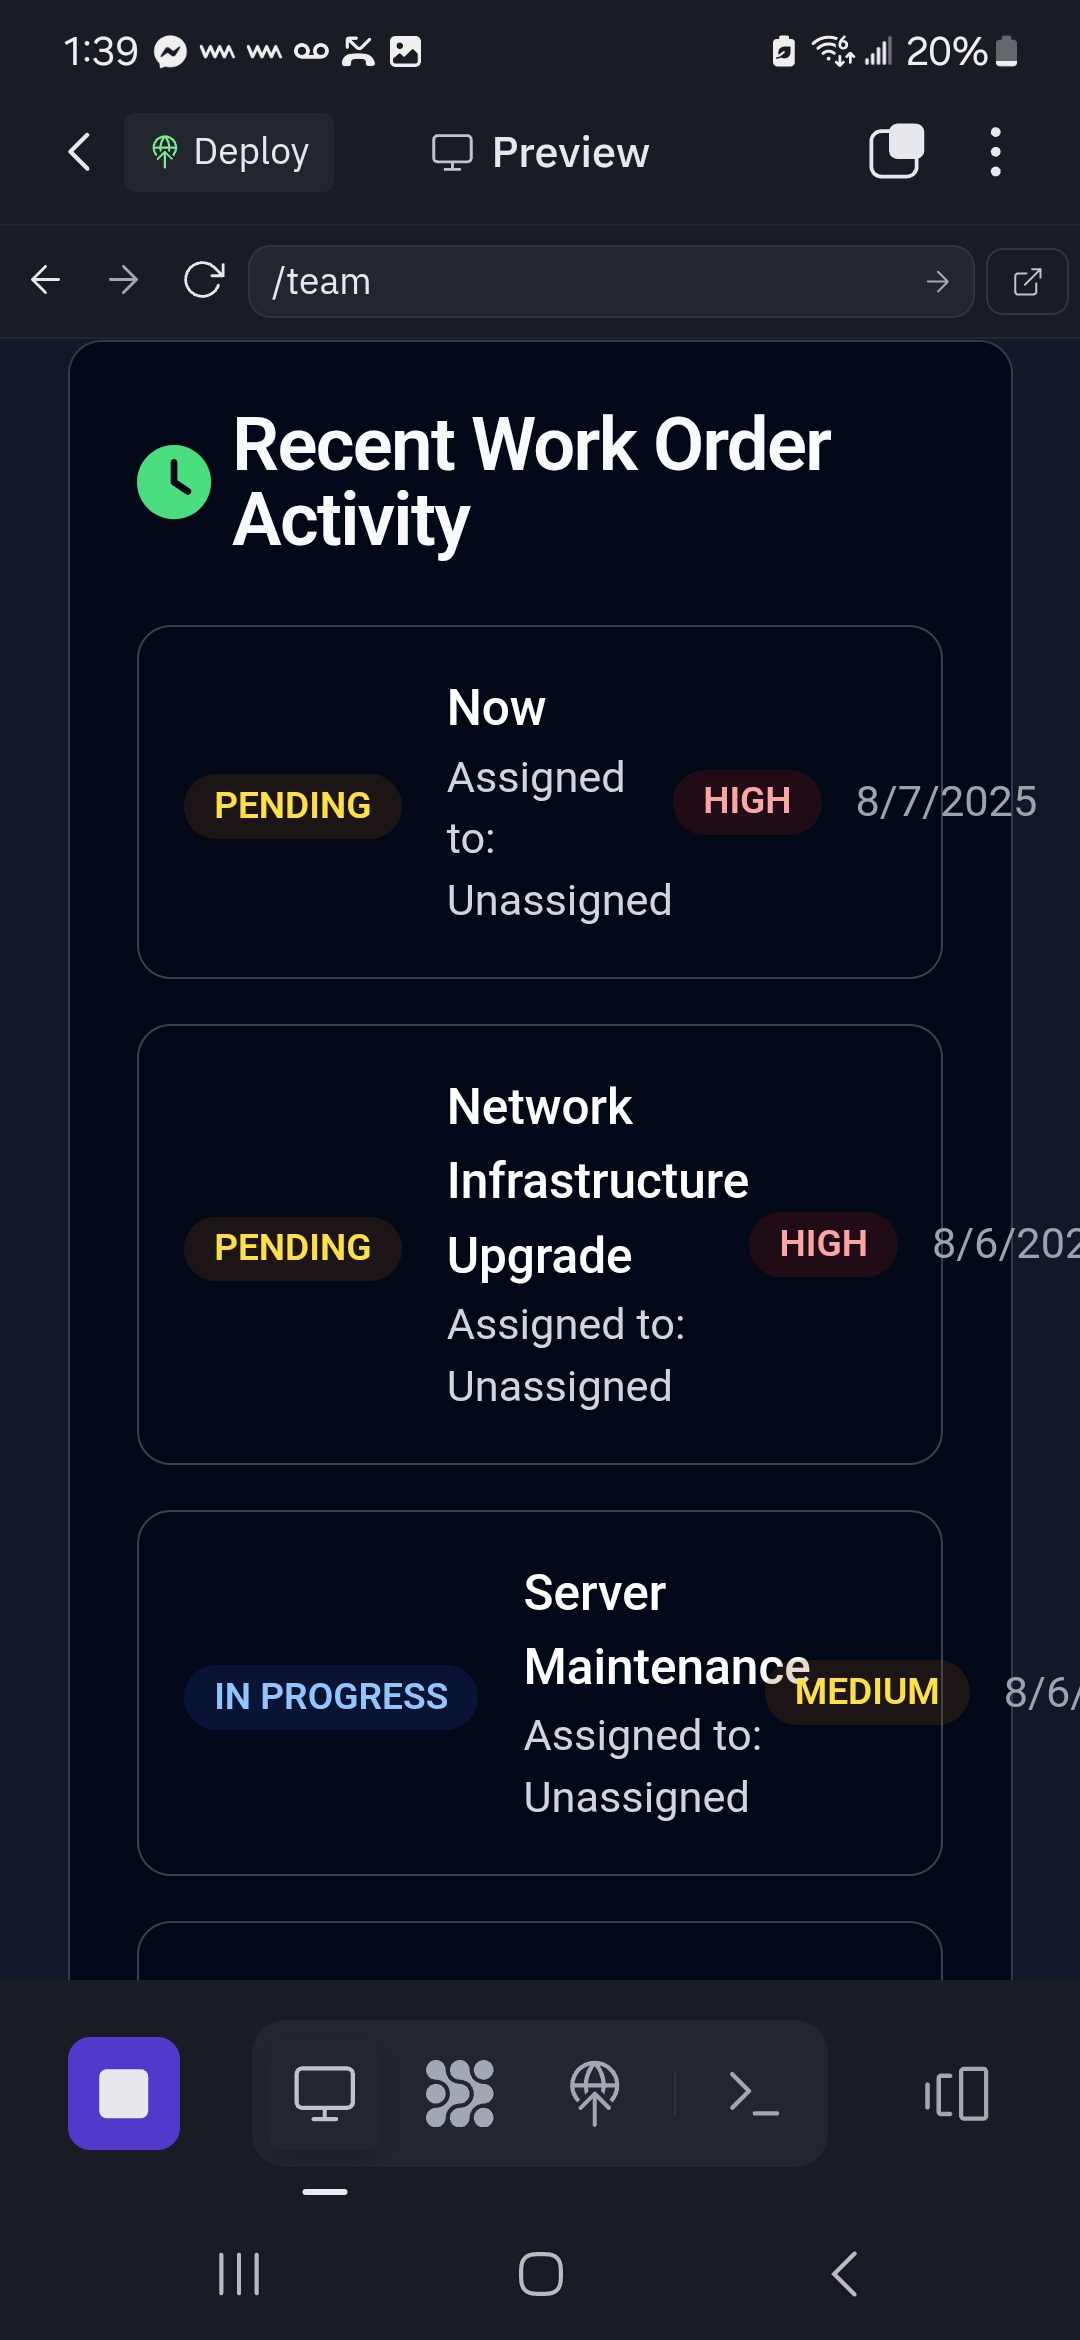 1:39
20%
Deploy
Preview
/team
Recent Work Order
Activity
Now
Assigned
to:
Unassigned
PENDING
HIGH
8/7/2025
Network
Infrastructure
Upgrade
Assigned to:
Unassigned
PENDING
HIGH
8/6/202
Server
Maintenance
Assigned to:
Unassigned
IN PROGRESS
MEDIUM
8/6/